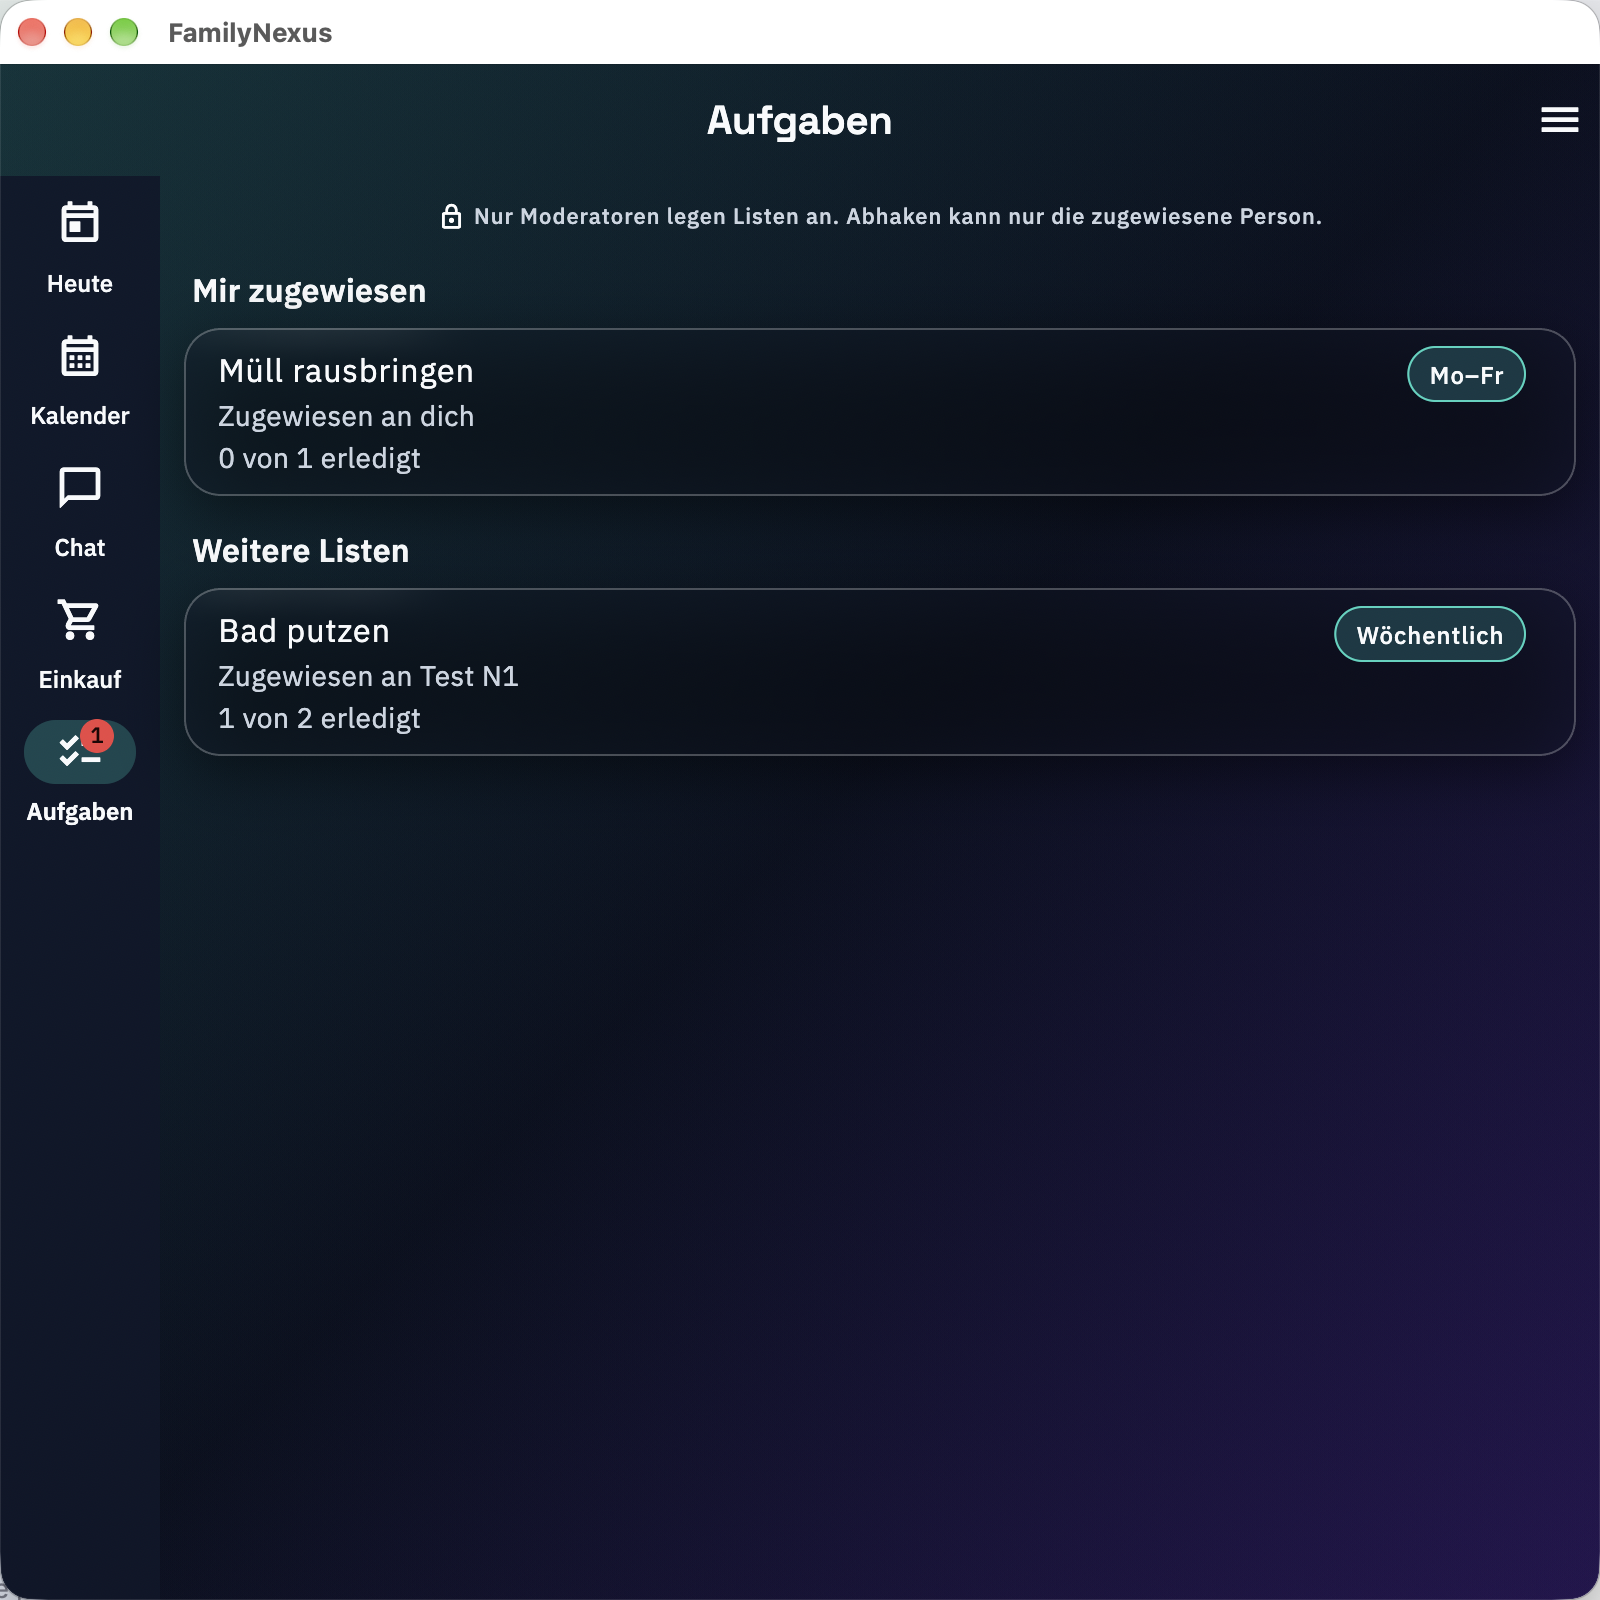 FamilyNexus
Aufgaben
Heute
Kalender
Chat
Einkauf
1
Aufgaben
Nur Moderatoren legen Listen an. Abhaken kann nur die zugewiesene Person.
Mir zugewiesen
Müll rausbringen
Mo–Fr
Zugewiesen an dich
0 von 1 erledigt
Weitere Listen
Bad putzen
Wöchentlich
Zugewiesen an Test N1
1 von 2 erledigt